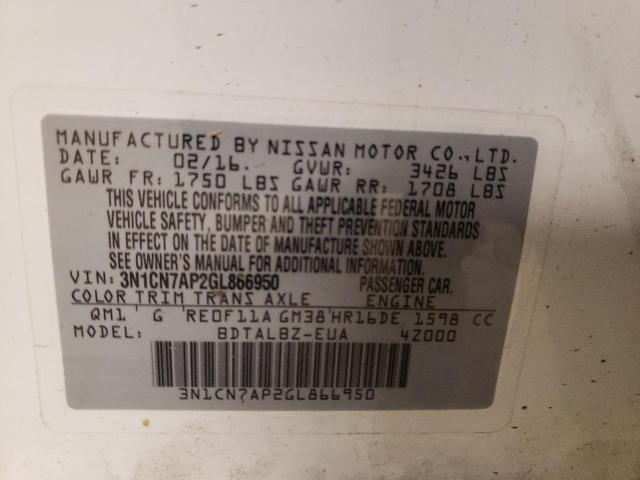 MANUFACTURED BY NISSAN MOTOR CO., LTD.
DATE: 02/16. GVWR: 3426 LBS
GAWR FR: 1750 LBS GAWR RR: 1708 LBS
THIS VEHICLE CONFORMS TO ALL APPLICABLE FEDERAL MOTOR
VEHICLE SAFETY, BUMPER AND THEFT PREVENTION STANDARDS
IN EFFECT ON THE DATE OF MANUFACTURE SHOWN ABOVE.
SEE OWNER'S MANUAL FOR ADDITIONAL INFORMATION.
VIN: 3N1CN7AP2GL866950 PASSENGER CAR.
COLOR TRIM TRANS AXLE ENGINE
QM1 G RE0F11A GM38 HR16DE 1598 CC
MODEL: BDTALBZ-EUA 4Z000
3N1CN7AP2GL866950